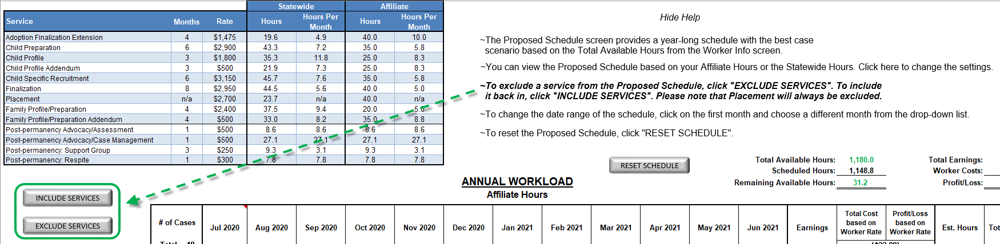 Statewide Affiliate
Service Months Rate Hours Hours Per Month Hours Hours Per Month
Adoption Finalization Extension 4 $1,475 19.6 4.9 40.0 10.0
Child Preparation 6 $2,900 43.3 7.2 35.0 5.8
Child Profile 3 $1,800 35.3 11.8 25.0 8.3
Child Profile Addendum 3 $500 21.9 7.3 25.0 8.3
Child Specific Recruitment 6 $3,150 45.7 7.6 35.0 5.8
Finalization 8 $2,950 44.5 5.6 40.0 5.0
Placement n/a $2,700 23.7 n/a 40.0 n/a
Family Profile/Preparation 4 $2,400 37.5 9.4 20.0 5.0
Family Profile/Preparation Addendum 4 $500 33.0 8.2 35.0 8.8
Post-permanency Advocacy/Assessment 1 $500 8.6 8.6 8.6 8.6
Post-permanency Advocacy/Case Management 1 $500 27.1 27.1 27.1 27.1
Post-permanency: Support Group 3 $250 9.3 3.1 9.3 3.1
Post-permanency: Respite 1 $300 7.8 7.8 7.8 7.8
Hide Help
~The Proposed Schedule screen provides a year-long schedule with the best case
scenario based on the Total Available Hours from the Worker Info screen.
~You can view the Proposed Schedule based on your Affiliate Hours or the Statewide Hours. Click here to change the settings.
~To exclude a service from the Proposed Schedule, click "EXCLUDE SERVICES". To include
it back in, click "INCLUDE SERVICES". Please note that Placement will always be excluded.
~To change the date range of the schedule, click on the first month and choose a different month from the drop-down list.
~To reset the Proposed Schedule, click "RESET SCHEDULE".
RESET SCHEDULE
Total Available Hours: 1,180.0 Total Earnings:
Scheduled Hours: 1,148.8 Worker Costs:
Remaining Available Hours: 31.2 Profit/Loss:
INCLUDE SERVICES
EXCLUDE SERVICES
ANNUAL WORKLOAD
Affiliate Hours
# of Cases Jul 2020 Aug 2020 Sep 2020 Oct 2020 Nov 2020 Dec 2020 Jan 2021 Feb 2021 Mar 2021 Apr 2021 May 2021 Jun 2021 Earnings Total Cost based on Worker Rate Profit/Loss based on Worker Rate Est. Hours Tot